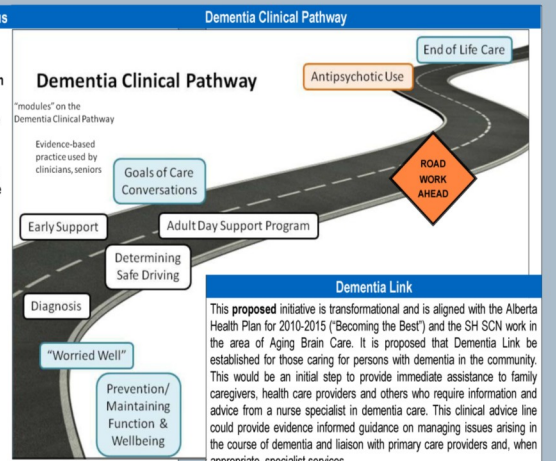 us
Dementia Clinical Pathway
Dementia Clinical Pathway
"modules" on the
Dementia Clinical Pathway
Evidence-based
practice used by
clinicians, seniors
End of Life Care
Antipsychotic Use
ROAD
WORK
AHEAD
Goals of Care
Conversations
Early Support
Adult Day Support Program
Determining
Safe Driving
Diagnosis
"Worried Well"
Prevention/
Maintaining
Function &
Wellbeing
Dementia Link
This proposed initiative is transformational and is aligned with the Alberta
Health Plan for 2010-2015 ("Becoming the Best") and the SH SCN work in
the area of Aging Brain Care. It is proposed that Dementia Link be
established for those caring for persons with dementia in the community.
This would be an initial step to provide immediate assistance to family
caregivers, health care providers and others who require information and
advice from a nurse specialist in dementia care. This clinical advice line
could provide evidence informed guidance on managing issues arising in
the course of dementia and liaison with primary care providers and, when
appropriate, specialist services.